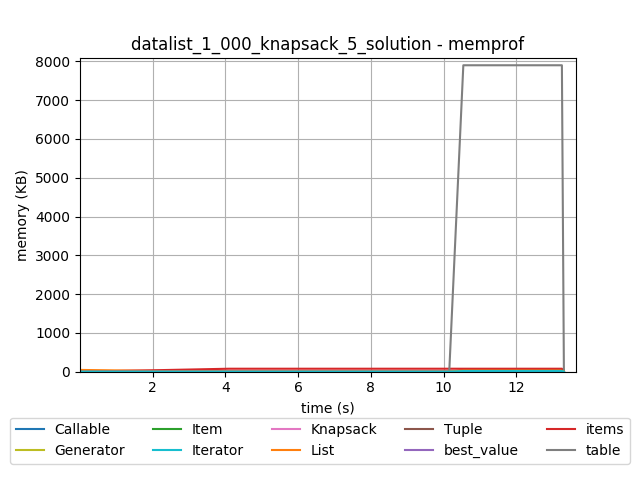 datalist_1_000_knapsack_5_solution - memprof
8000
7000
6000
5000
4000
3000
2000
1000
0
memory (KB)
2 4 6 8 10 12
time (s)
Callable Item Knapsack Tuple items
Generator Iterator List best_value table